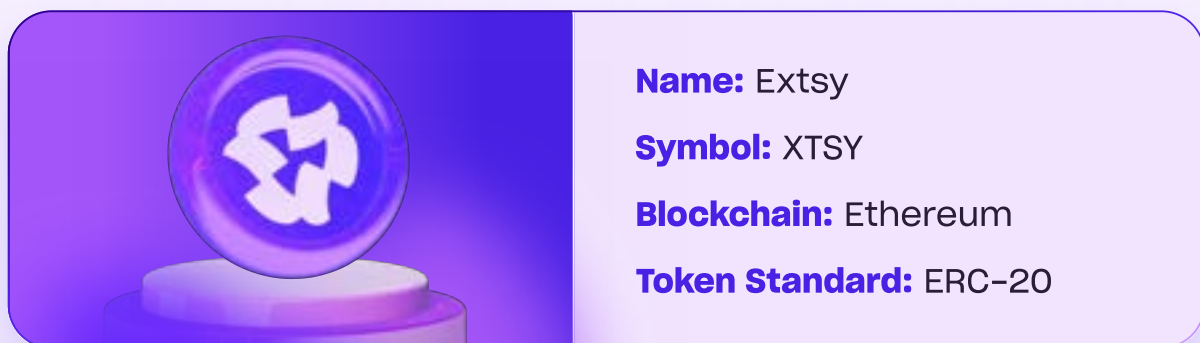 Name: Extsy
Symbol: XTSY
Blockchain: Ethereum
Token Standard: ERC-20